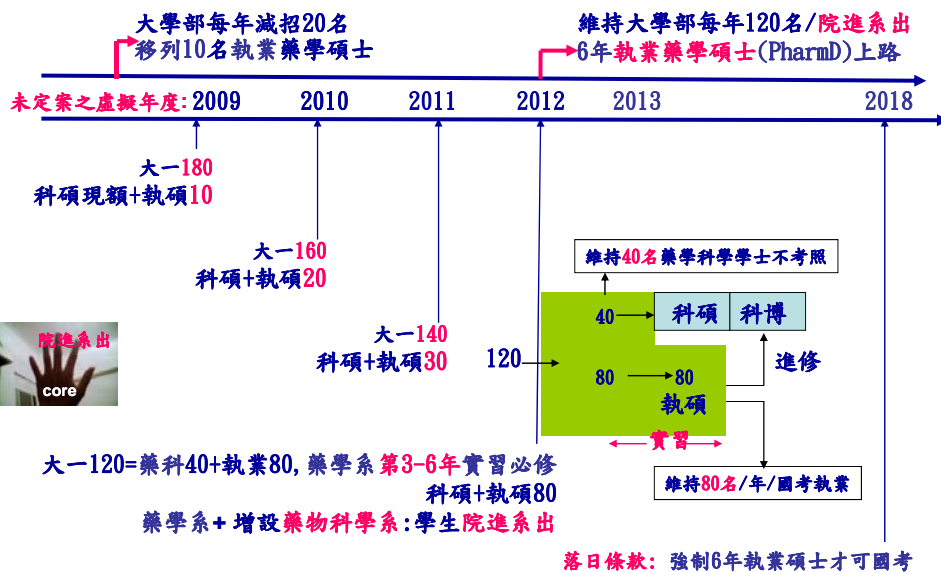 大學部每年減招20名
移列10名執業藥學碩士
維持大學部每年120名/院進系出
6年執業藥學碩士(PharmD)上路
未定案之虛擬年度: 2009 2010 2011 2012 2013 2018
大一180
科碩現額+執碩10
大一160
科碩+執碩20
大一140
科碩+執碩30
維持40名藥學科學學士不考照
40
科碩 科博
120
80 80
執碩
進修
實習
院進系出
core
維持80名/年/國考執業
大一120=藥科40+執業80, 藥學系第3-6年實習必修
科碩+執碩80
藥學系+ 增設藥物科學系:學生院進系出
落日條款: 強制6年執業碩士才可國考